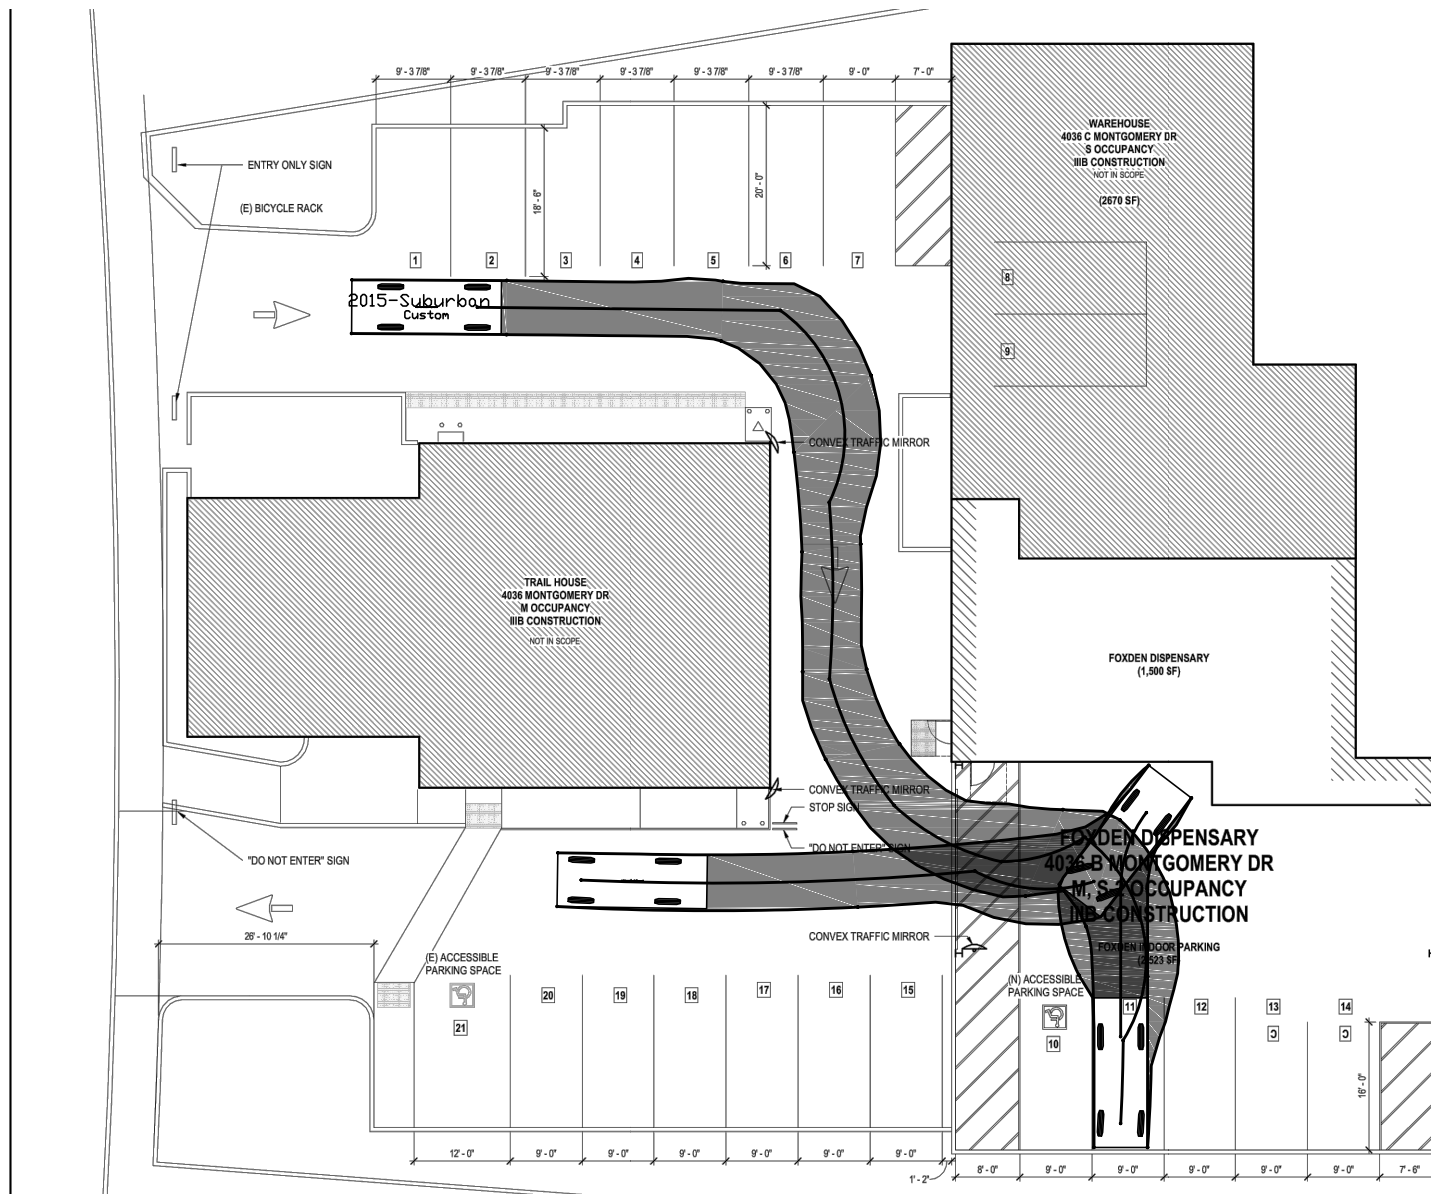 9' - 3 7/8" 9' - 3 7/8" 9' - 3 7/8" 9' - 3 7/8" 9' - 3 7/8" 9' - 3 7/8" 9' - 0" 7' - 0"
WAREHOUSE
4036 C MONTGOMERY DR
S OCCUPANCY
IIIB CONSTRUCTION
NOT IN SCOPE
(2670 SF)
ENTRY ONLY SIGN
(E) BICYCLE RACK
18' - 6"
20' - 0"
1 2 3 4 5 6 7
8
9
2015-Suburban
Custom
CONVEX TRAFFIC MIRROR
TRAIL HOUSE
4036 MONTGOMERY DR
M OCCUPANCY
IIIB CONSTRUCTION
NOT IN SCOPE
FOXDEN DISPENSARY
(1,500 SF)
CONVEX TRAFFIC MIRROR
STOP SIGN
"DO NOT ENTER" SIGN
"DO NOT ENTER" SIGN
FOXDEN DISPENSARY
4036 B MONTGOMERY DR
M, S-2 OCCUPANCY
IIIB CONSTRUCTION
FOXDEN INDOOR PARKING
(2,523 SF)
CONVEX TRAFFIC MIRROR
26' - 10 1/4"
(E) ACCESSIBLE
PARKING SPACE
(N) ACCESSIBLE
PARKING SPACE
21 20 19 18 17 16 15
10 11 12 13 14
C C
16' - 0"
12' - 0" 9' - 0" 9' - 0" 9' - 0" 9' - 0" 9' - 0" 9' - 0"
1' - 2"
8' - 0" 9' - 0" 9' - 0" 9' - 0" 9' - 0" 9' - 0" 7' - 6"